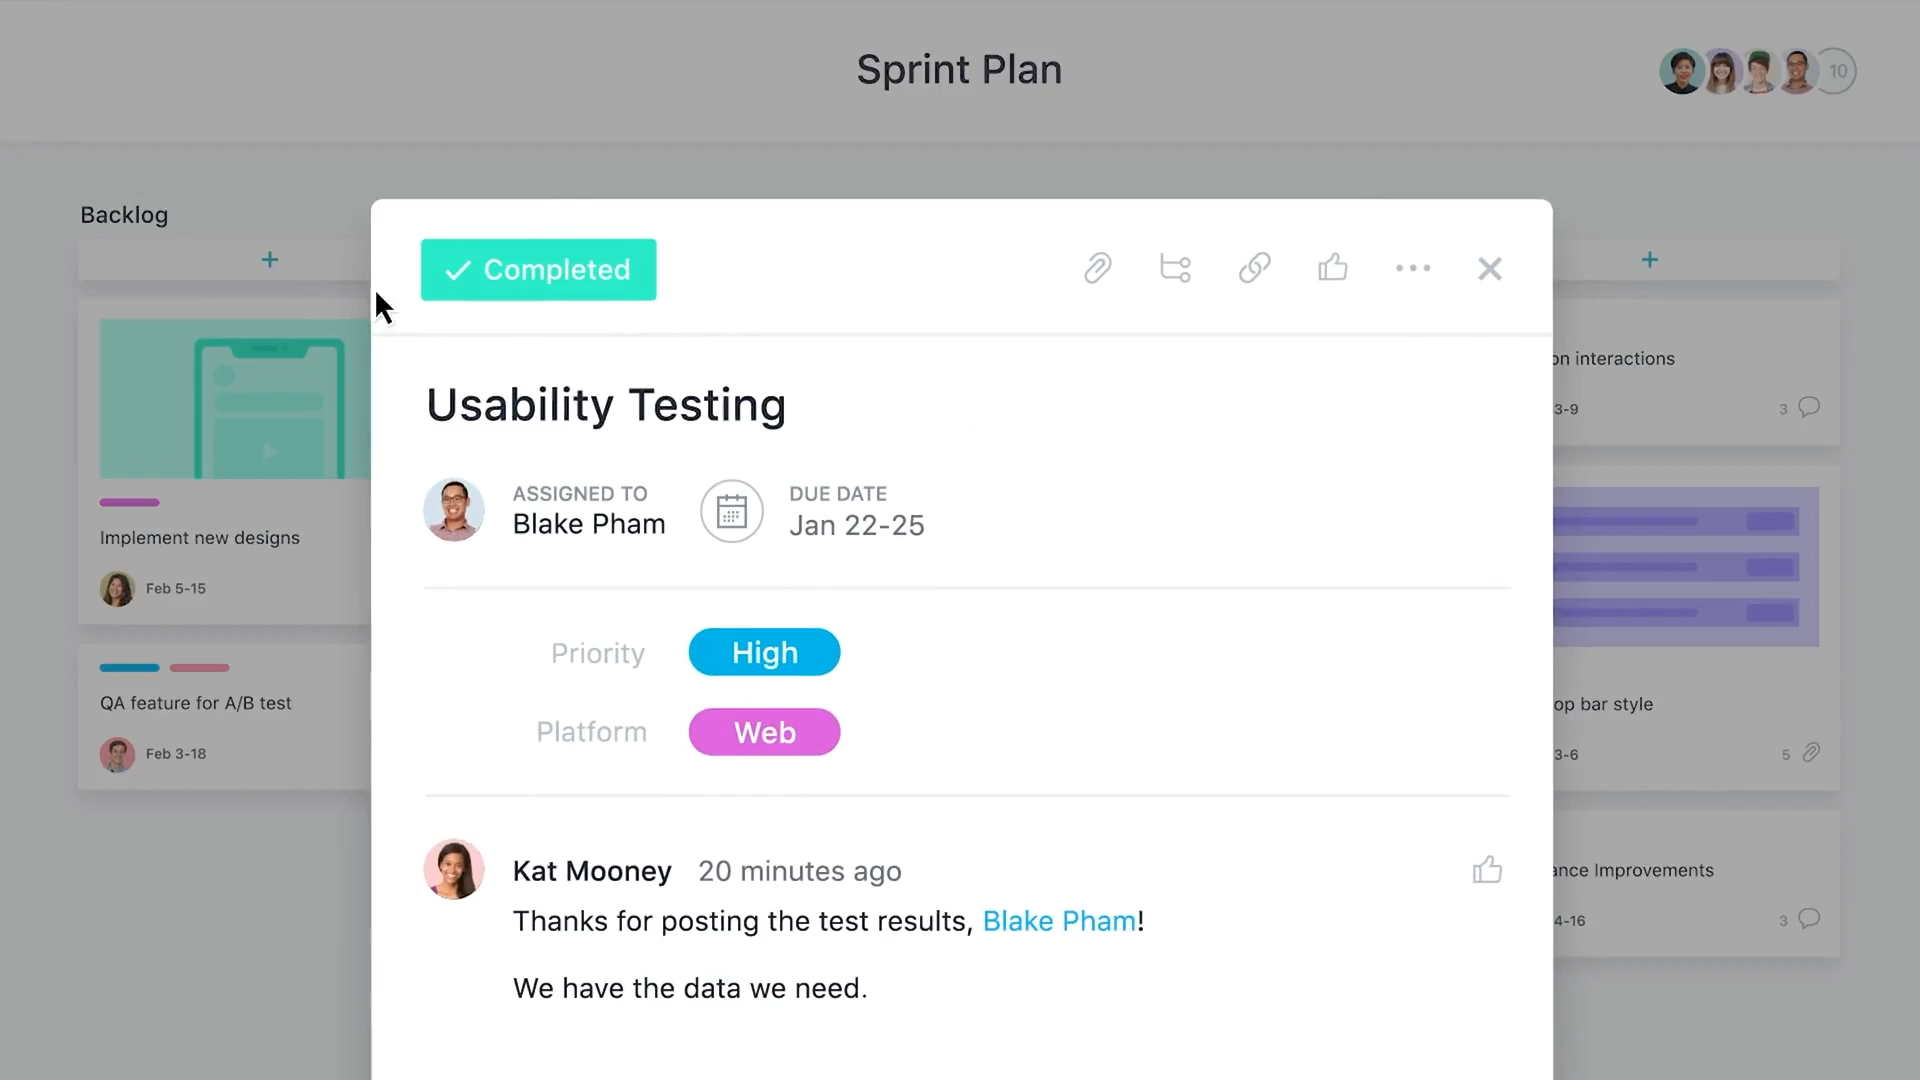 Sprint Plan
10
Backlog
+
Implement new designs
Feb 5-15
QA feature for A/B test
Feb 3-18
Completed
Usability Testing
ASSIGNED TO
Blake Pham
DUE DATE
Jan 22-25
Priority High
Platform Web
Kat Mooney 20 minutes ago
Thanks for posting the test results, Blake Pham!
We have the data we need.
+
interactions
3-9
3
bar style
3-6
5
Improvements
4-16
3